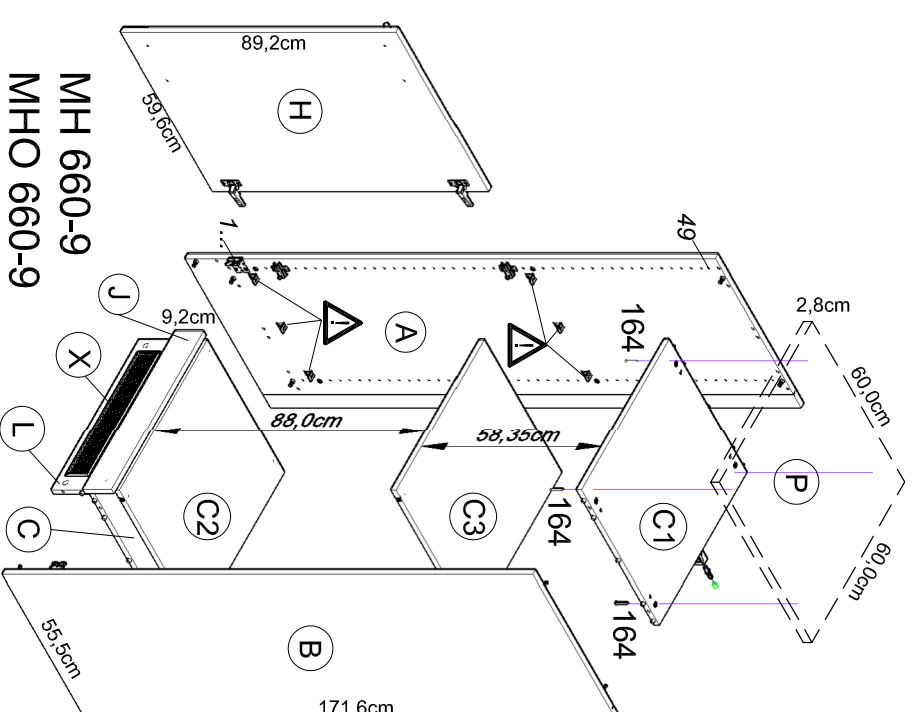 89,2cm
59,6cm
H
MH 660-9
MHO 660-9
1
49
A
!
!
164
2,8cm
60,0cm
60,0cm
P
J
9,2cm
X
L
C
88,0cm
58,35cm
C2
C3
C1
164
164
B
55,5cm
171,6cm